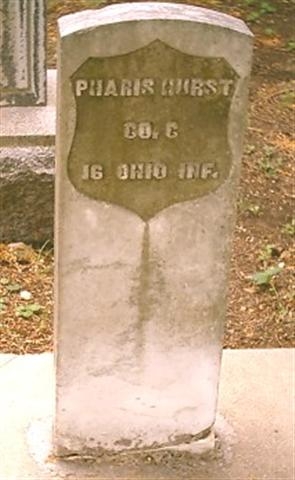 PHARIS HURST
CO. C
16 OHIO INF.